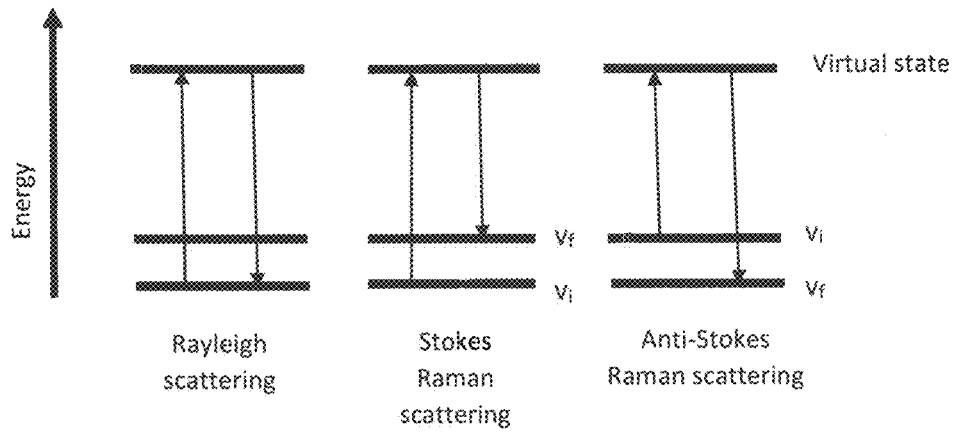 Energy
Virtual state
Vf
Vi
Vi
Vf
Rayleigh
scattering
Stokes
Raman
scattering
Anti-Stokes
Raman scattering